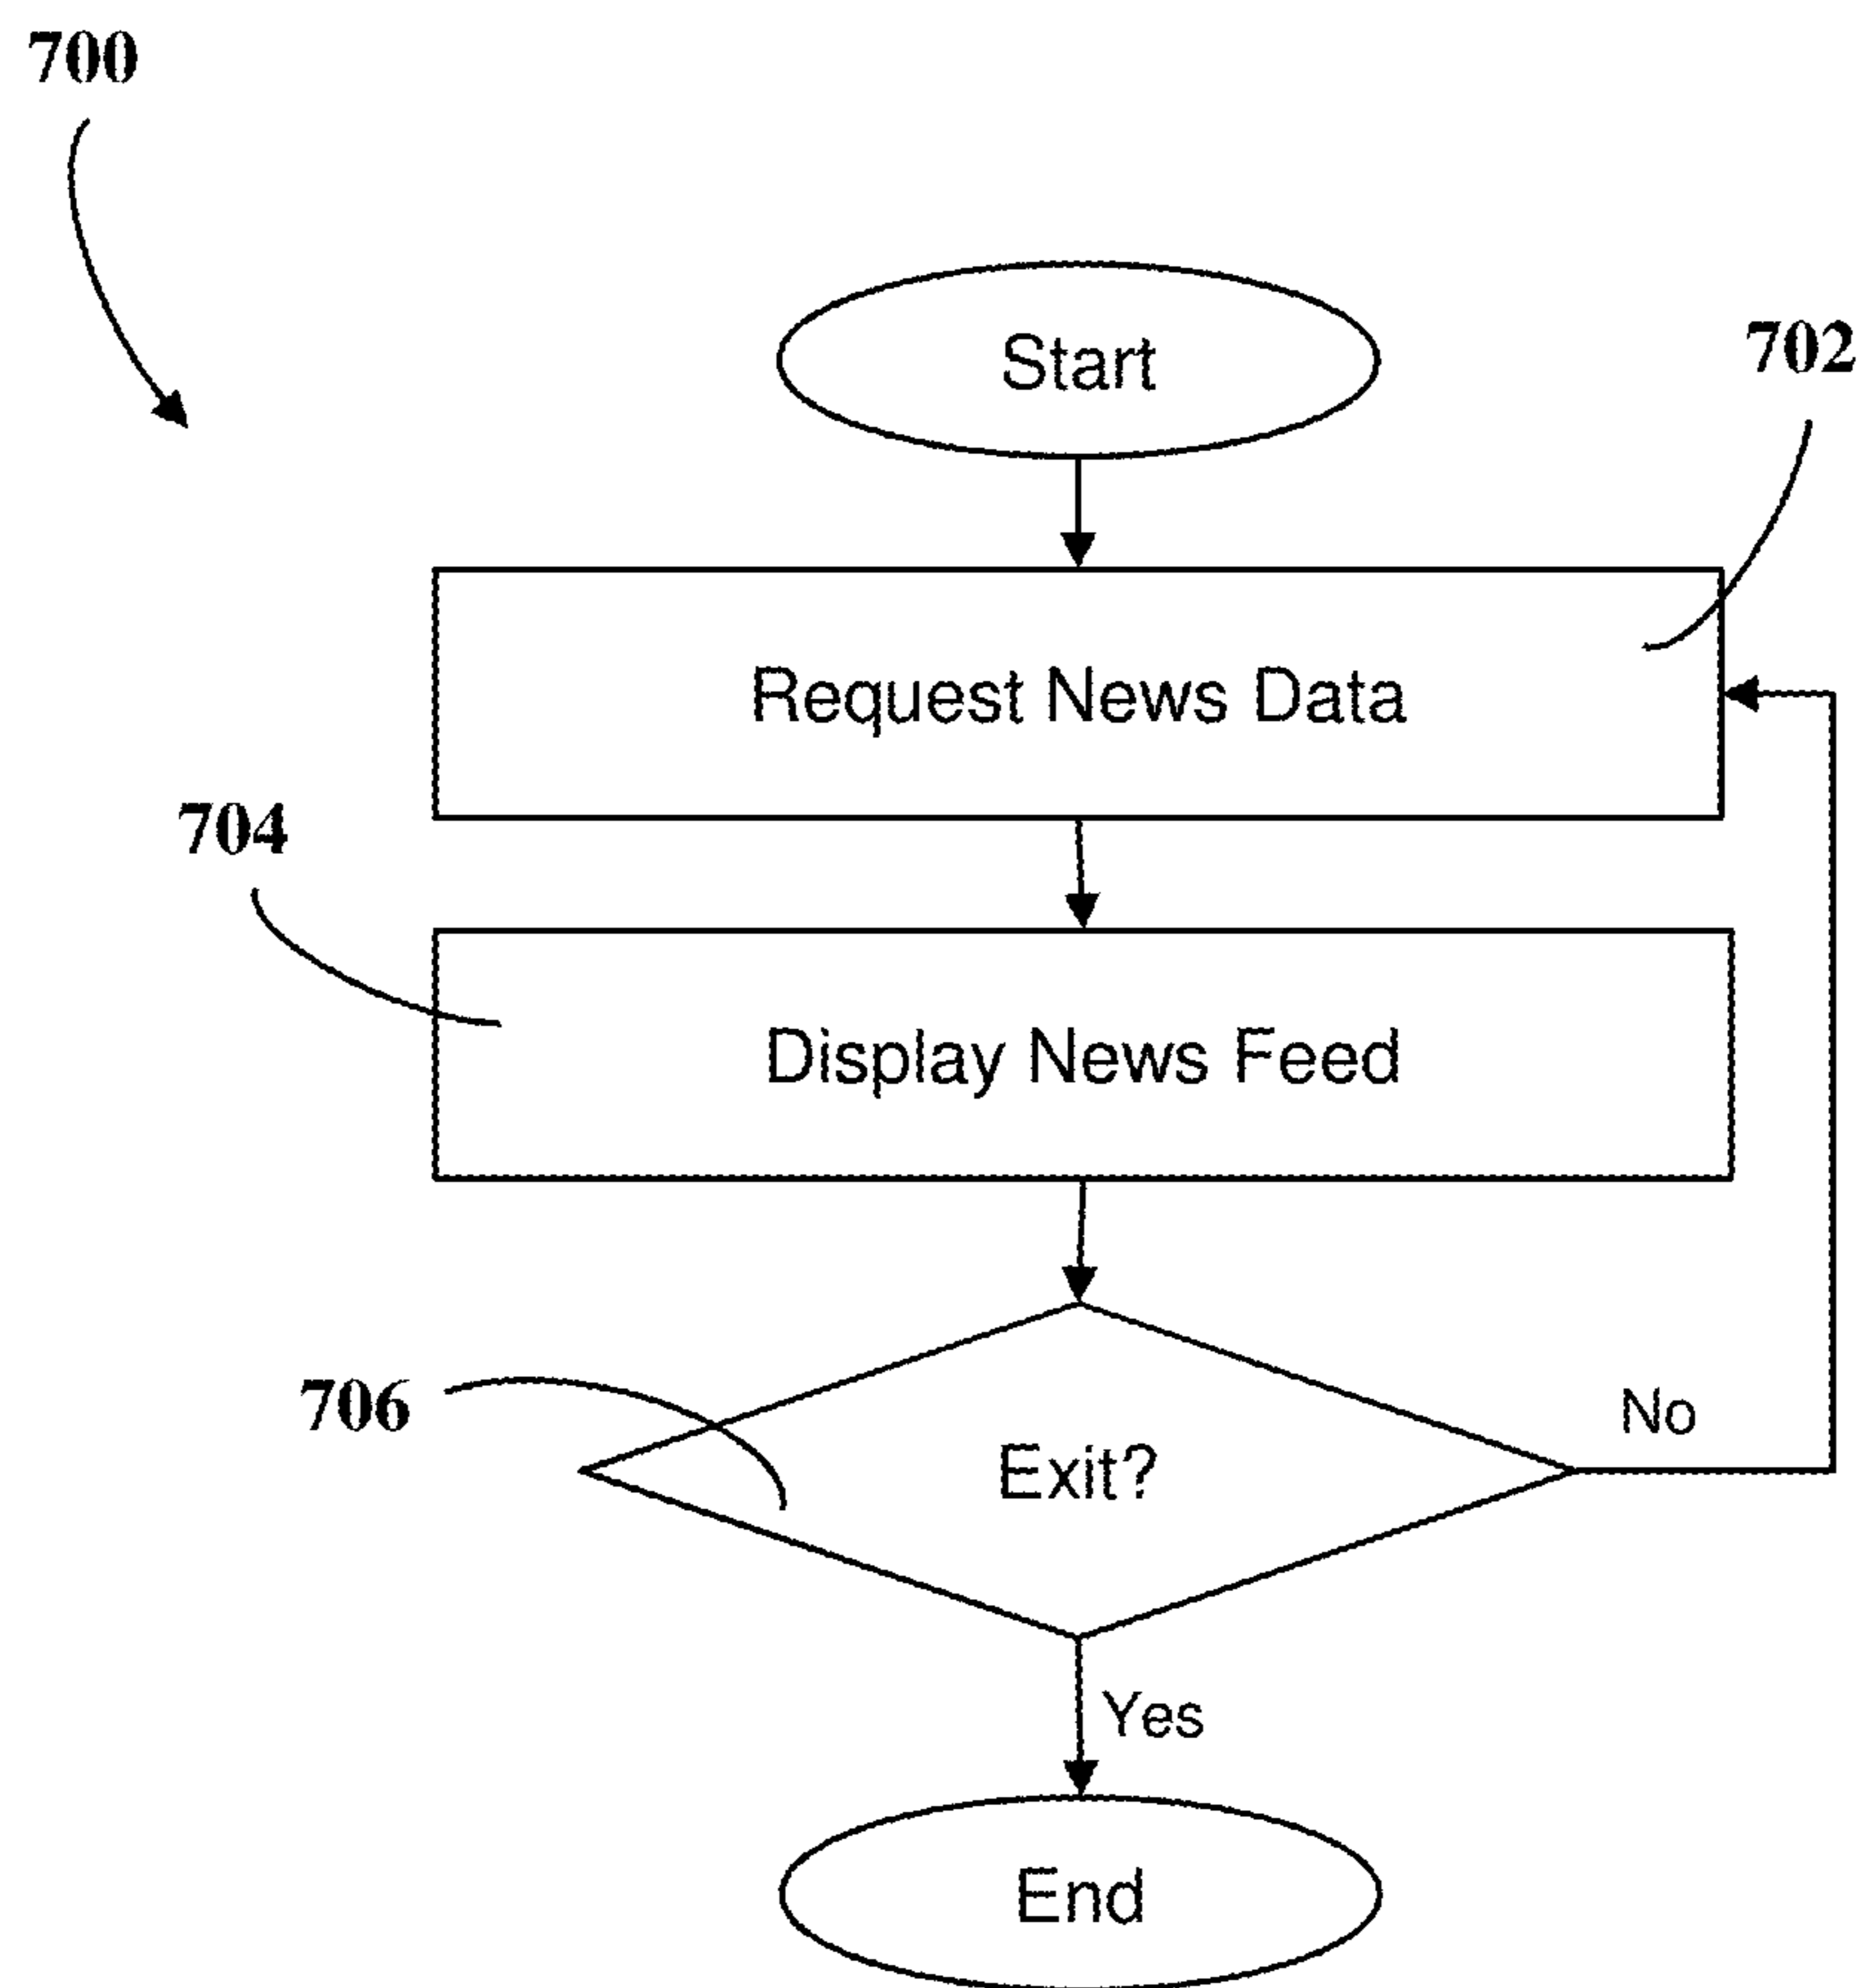 700
Start
702
Request News Data
704
Display News Feed
706
Exit?
No
Yes
End